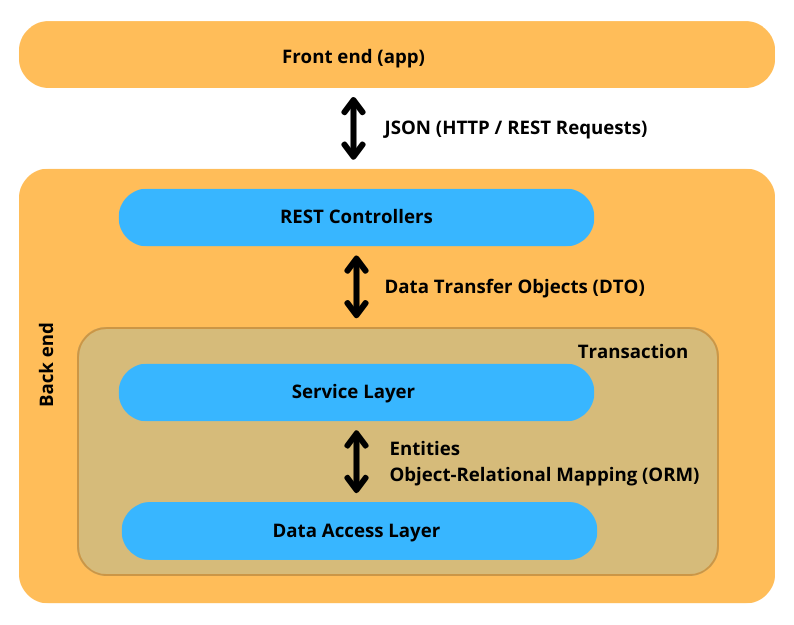 Front end (app)
JSON (HTTP / REST Requests)
REST Controllers
Data Transfer Objects (DTO)
Back end
Transaction
Service Layer
Entities
Object-Relational Mapping (ORM)
Data Access Layer